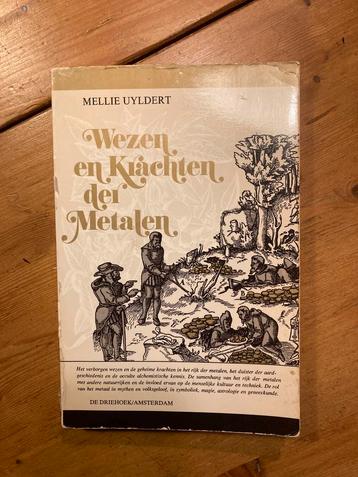 MELLIE UYLDERT
Wezen
en Krachten
der
Metalen
Het verborgen wezen en de geheime krachten in het rijk der metalen, het duister der aard-
geschiedenis en de occulte alchemistische kennis. De samenhang van het rijk der metalen
met andere natuurrijken en de invloed ervan op de menselijke kultuur en techniek. De rol
van het metaal in mythen en volksgeloof, in symboliek, magie, astrologie en geneeskunde.
DE DRIEHOEK/AMSTERDAM